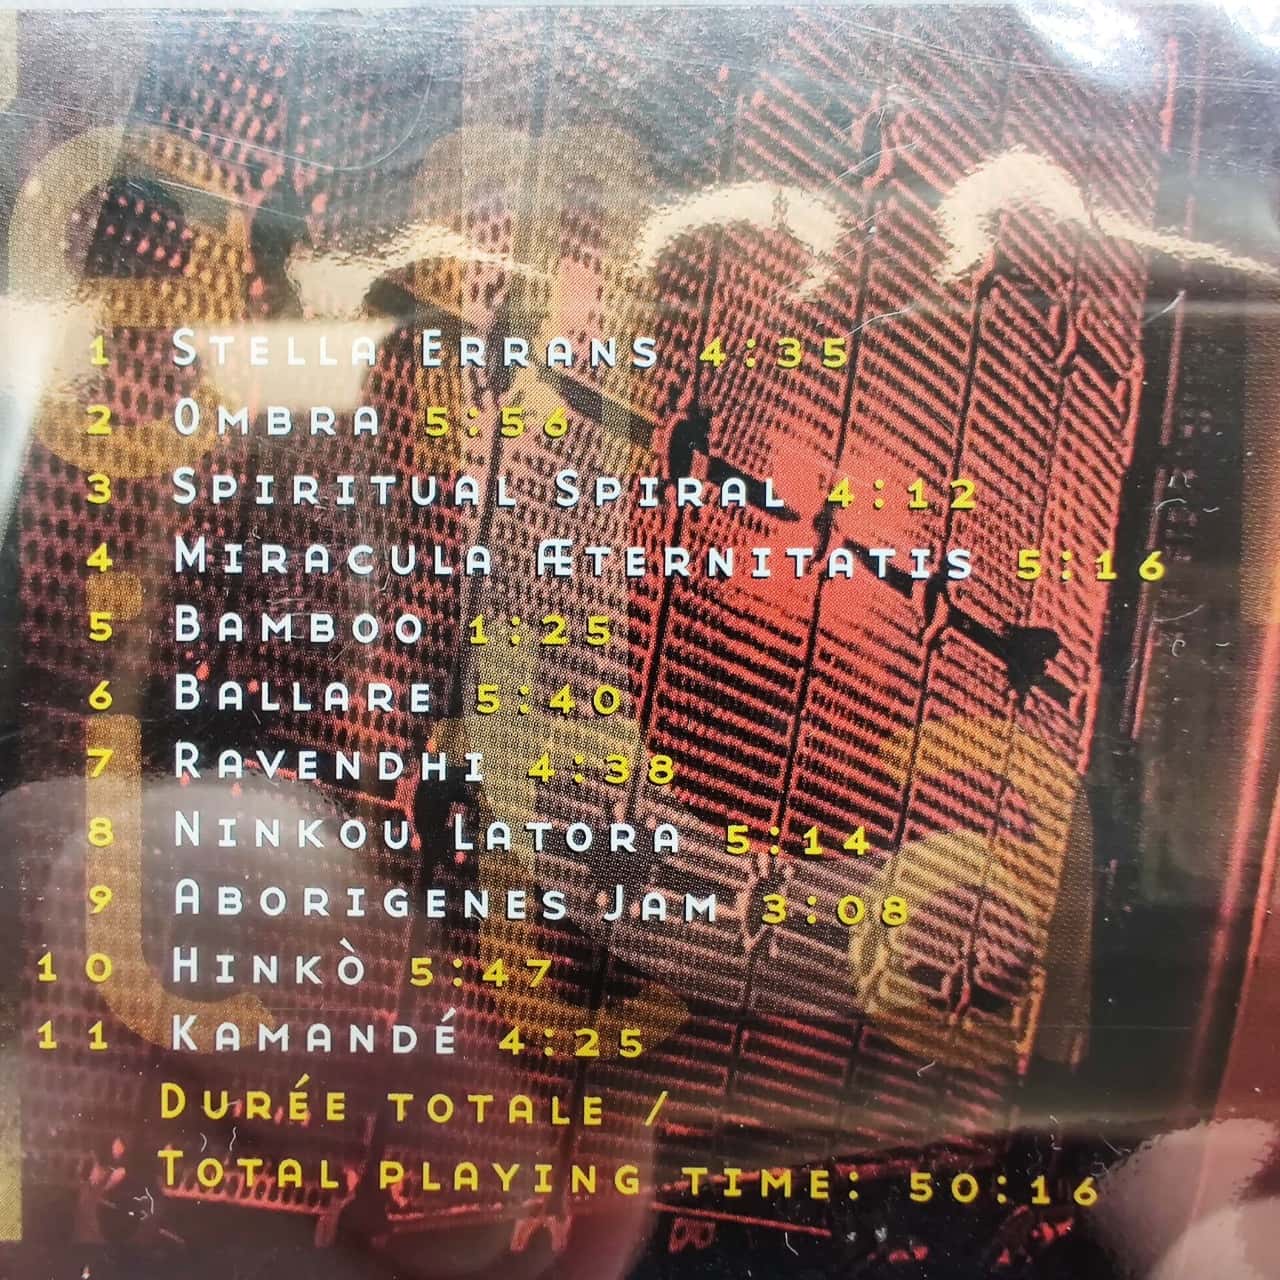 1 Stella Errans 4:35
2 Ombra 5:56
3 Spiritual Spiral 4:12
4 Miracula Æternitatis 5:16
5 Bamboo 1:25
6 Ballare 5:40
7 Ravendhi 4:38
8 Ninkou Latora 5:14
9 Aborigenes Jam 3:08
10 Hinkò 5:47
11 Kamandé 4:25
Durée totale /
Total playing time: 50:16